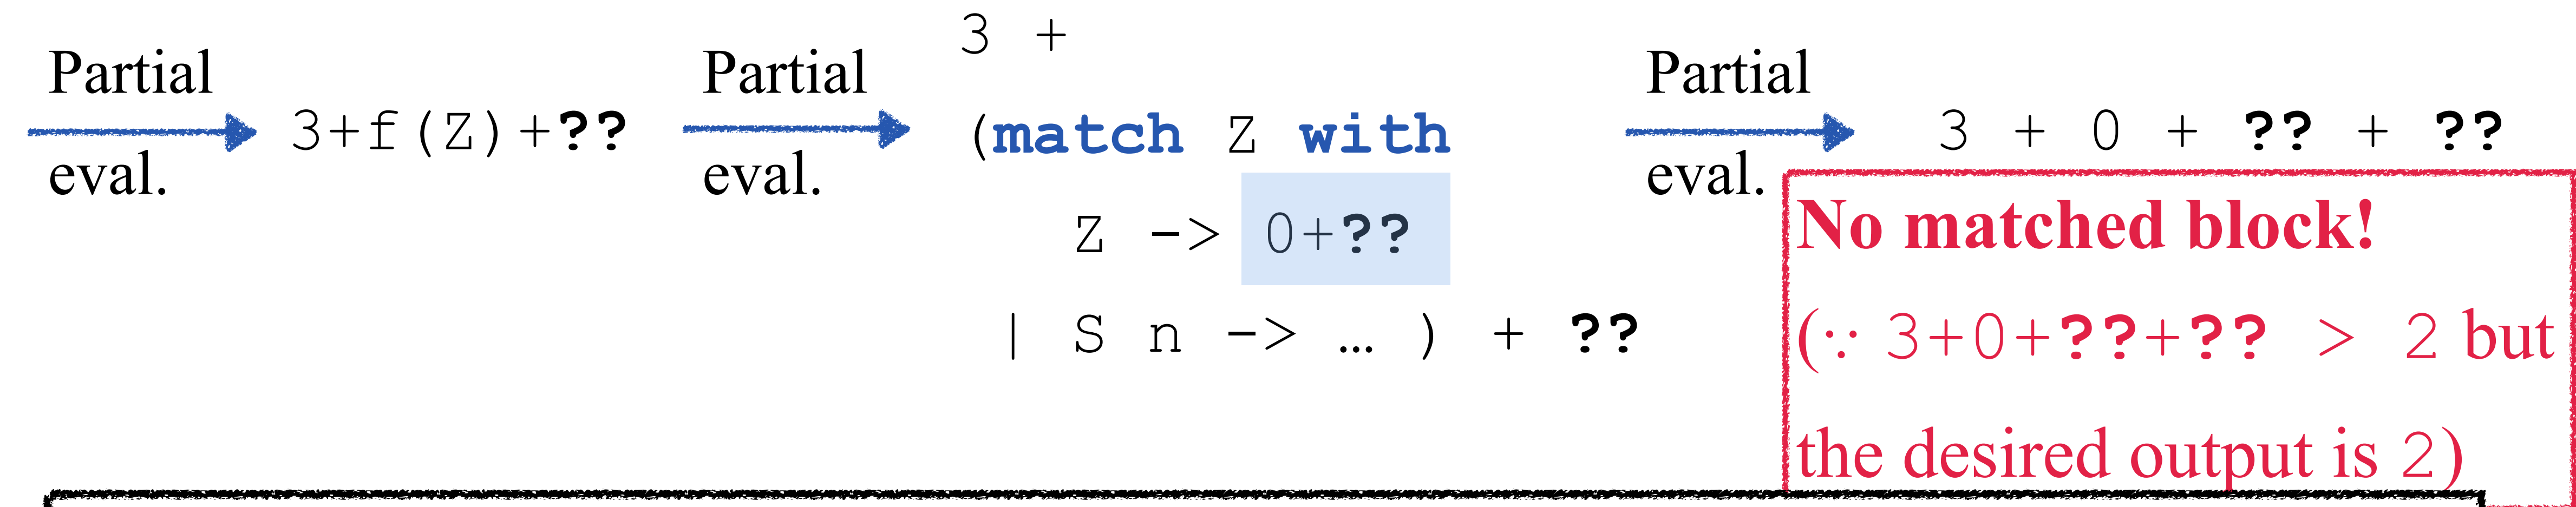 Partial
eval.
3+f(Z)+??
Partial
eval.
3 +
(match Z with
Z -> 0+??
| S n -> … ) + ??
Partial
eval.
3 + 0 + ?? + ??
No matched block!
(∵ 3+0+??+?? > 2 but
the desired output is 2)